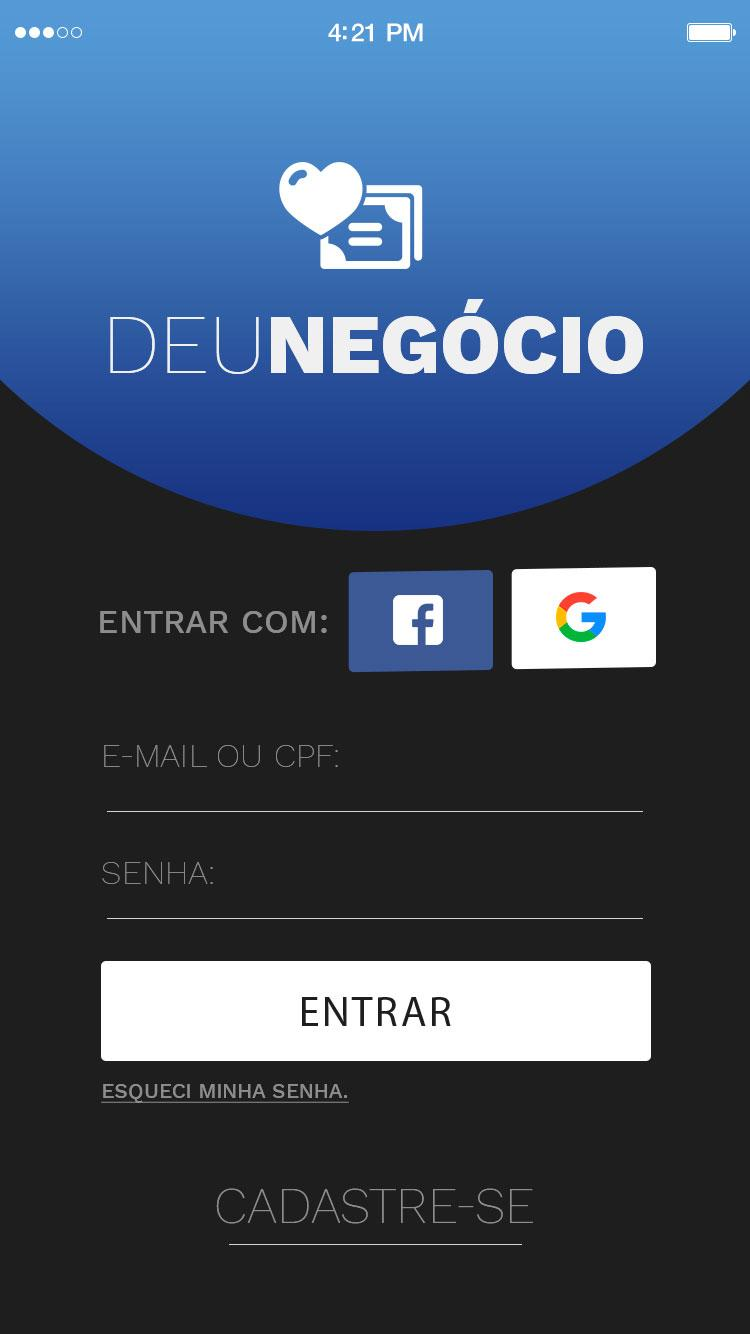 4:21 PM
DEUNEGÓCIO
ENTRAR COM:
E-MAIL OU CPF:
SENHA:
ENTRAR
ESQUECI MINHA SENHA.
CADASTRE-SE